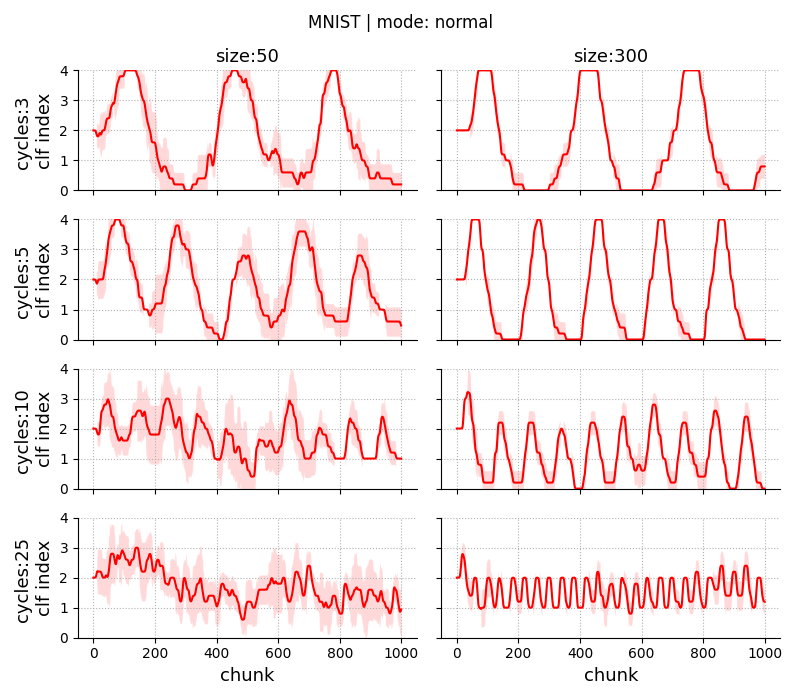 MNIST | mode: normal
size:50 size:300
cycles:3
clf index
4
3
2
1
0
cycles:5
clf index
4
3
2
1
0
cycles:10
clf index
4
3
2
1
0
cycles:25
clf index
4
3
2
1
0
0 200 400 600 800 1000 0 200 400 600 800 1000
chunk chunk